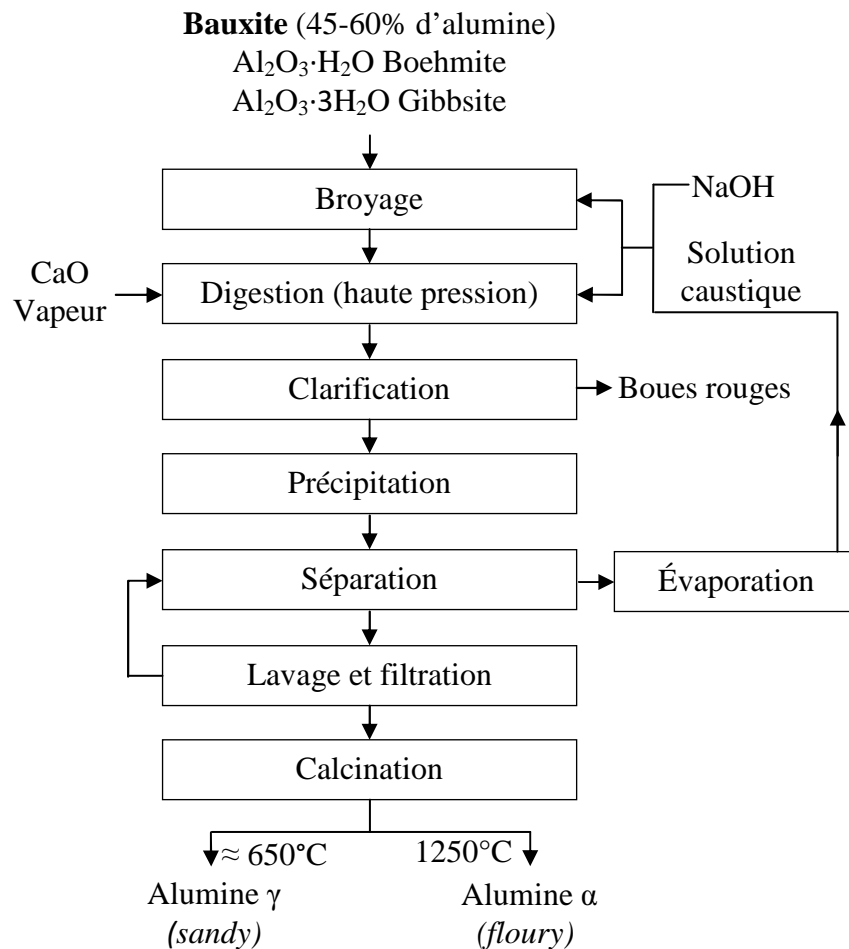 Bauxite (45-60% d’alumine)
Al₂O₃·H₂O Boehmite
Al₂O₃·3H₂O Gibbsite
Broyage
NaOH
Solution
caustique
CaO
Vapeur
Digestion (haute pression)
Clarification
Boues rouges
Précipitation
Séparation
Évaporation
Lavage et filtration
Calcination
≈ 650°C
1250°C
Alumine γ
(sandy)
Alumine α
(floury)